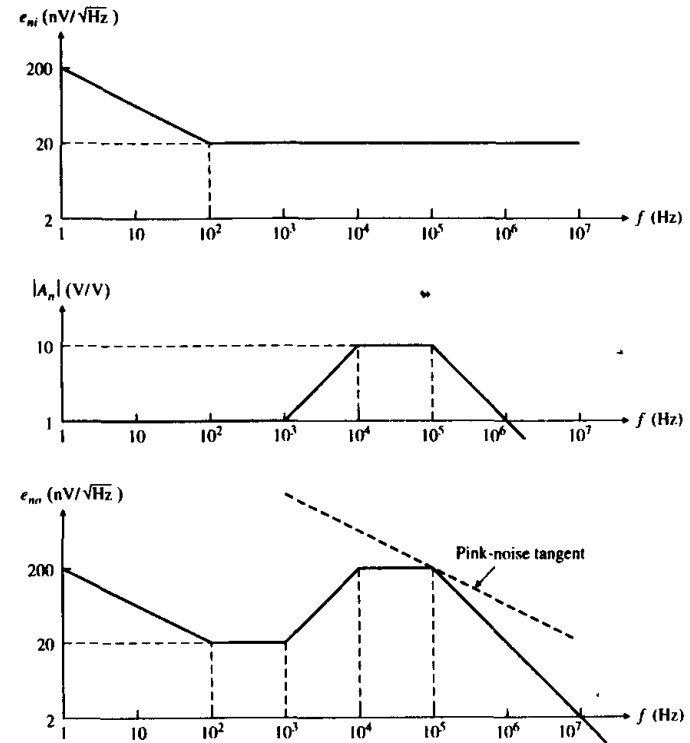 e_ni (nV/√Hz)
200
20
2
1 10 10² 10³ 10⁴ 10⁵ 10⁶ 10⁷ f (Hz)
|A_n| (V/V)
10
1
1 10 10² 10³ 10⁴ 10⁵ 10⁶ 10⁷ f (Hz)
e_no (nV/√Hz)
Pink-noise tangent
200
20
2
1 10 10² 10³ 10⁴ 10⁵ 10⁶ 10⁷ f (Hz)